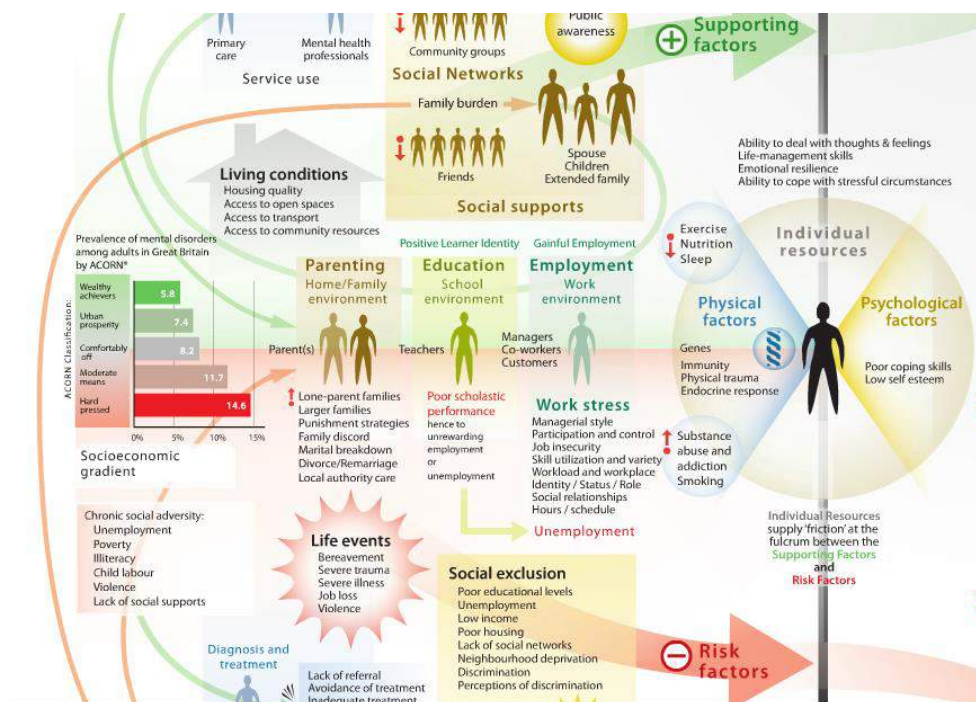 Primary
care
Mental health
professionals
Service use
Community groups
Social Networks
Family burden
Friends
Spouse
Children
Extended family
Social supports
Public
awareness
Supporting
factors
Living conditions
Housing quality
Access to open spaces
Access to transport
Access to community resources
Ability to deal with thoughts & feelings
Life-management skills
Emotional resilience
Ability to cope with stressful circumstances
Prevalence of mental disorders
among adults in Great Britain
by ACORN*
ACORN Classification:
Wealthy
achievers
5.8
Urban
prosperity
7.4
Comfortably
off
8.2
Moderate
means
11.7
Hard
pressed
14.6
0%
5%
10%
15%
Socioeconomic
gradient
Parenting
Home/Family
environment
Parent(s)
Lone-parent families
Larger families
Punishment strategies
Family discord
Marital breakdown
Divorce/Remarriage
Local authority care
Positive Learner Identity
Education
School
environment
Teachers
Poor scholastic
performance
hence to
unrewarding
employment
or
unemployment
Gainful Employment
Employment
Work
environment
Managers
Co-workers
Customers
Work stress
Managerial style
Participation and control
Job insecurity
Skill utilization and variety
Workload and workplace
Identity / Status / Role
Social relationships
Hours / schedule
Unemployment
Exercise
Nutrition
Sleep
Individual
resources
Physical
factors
Genes
Immunity
Physical trauma
Endocrine response
Psychological
factors
Poor coping skills
Low self esteem
Substance
abuse and
addiction
Smoking
Individual Resources
supply 'friction' at the
fulcrum between the
Supporting Factors
and
Risk Factors
Chronic social adversity:
Unemployment
Poverty
Illiteracy
Child labour
Violence
Lack of social supports
Life events
Bereavement
Severe trauma
Severe illness
Job loss
Violence
Social exclusion
Poor educational levels
Unemployment
Low income
Poor housing
Lack of social networks
Neighbourhood deprivation
Discrimination
Perceptions of discrimination
Risk
factors
Diagnosis and
treatment
Lack of referral
Avoidance of treatment
Inadequate treatment